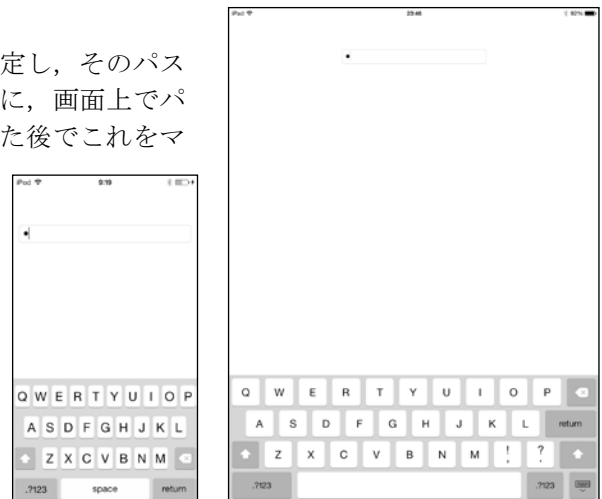 定し，そのパス
に，画面上でパ
た後でこれをマ
iPod 9:19
•
Q W E R T Y U I O P
A S D F G H J K L
Z X C V B N M
.?123 space return
iPad 23:46 92%
•
Q W E R T Y U I O P
A S D F G H J K L return
Z X C V B N M ! , ? .
.?123 .?123